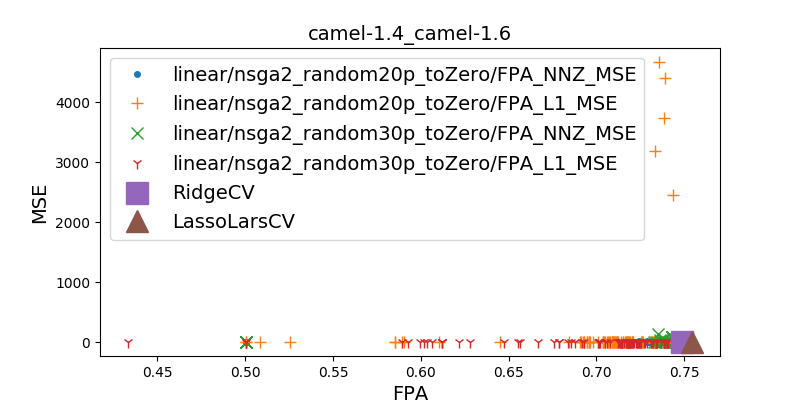 camel-1.4_camel-1.6
linear/nsga2_random20p_toZero/FPA_NNZ_MSE
linear/nsga2_random20p_toZero/FPA_L1_MSE
linear/nsga2_random30p_toZero/FPA_NNZ_MSE
linear/nsga2_random30p_toZero/FPA_L1_MSE
RidgeCV
LassoLarsCV
MSE
4000
3000
2000
1000
0
0.45 0.50 0.55 0.60 0.65 0.70 0.75
FPA